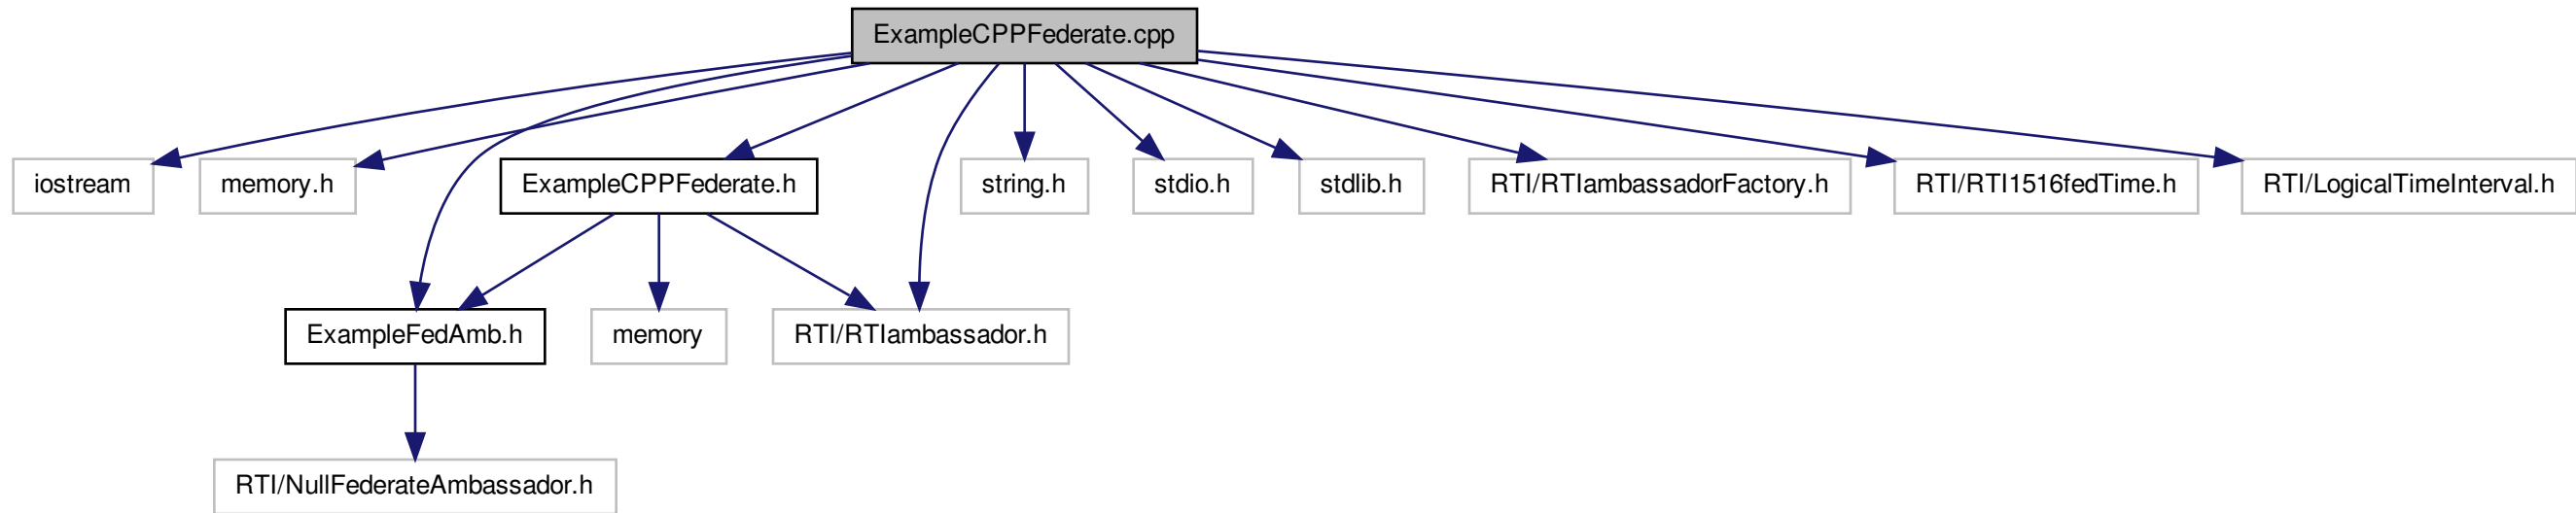 ExampleCPPFederate.cpp
iostream
memory.h
ExampleCPPFederate.h
string.h
stdio.h
stdlib.h
RTI/RTIambassadorFactory.h
RTI/RTI1516fedTime.h
RTI/LogicalTimeInterval.h
ExampleFedAmb.h
memory
RTI/RTIambassador.h
RTI/NullFederateAmbassador.h